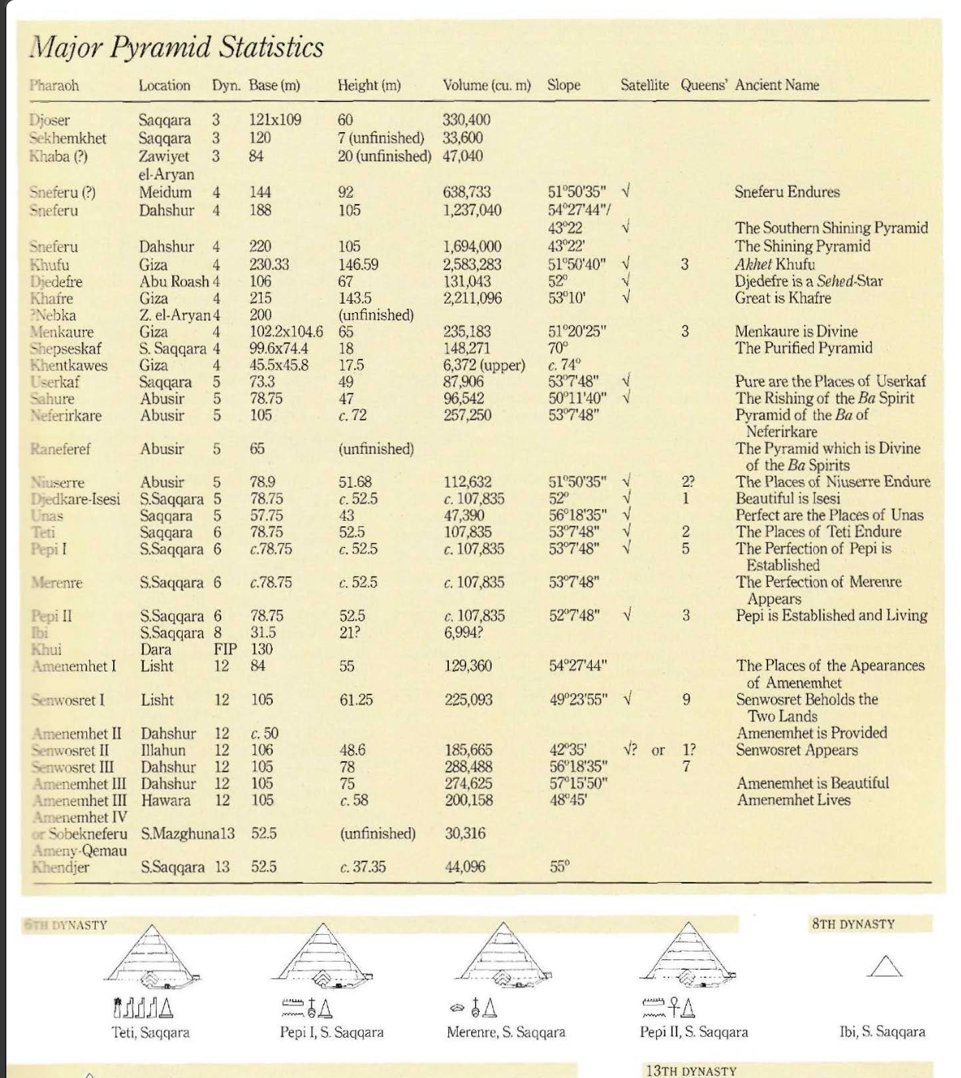 Major Pyramid Statistics
Pharaoh Location Dyn. Base (m) Height (m) Volume (cu. m) Slope Satellite Queens' Ancient Name
Djoser Saqqara 3 121x109 60 330,400
Sekhemkhet Saqqara 3 120 7 (unfinished) 33,600
Khaba (?) Zawiyet 3 84 20 (unfinished) 47,040
el-Aryan
Sneferu (?) Meidum 4 144 92 638,733 51°50'35" √ Sneferu Endures
Sneferu Dahshur 4 188 105 1,237,040 54°27'44"/
43°22 √ The Southern Shining Pyramid
Sneferu Dahshur 4 220 105 1,694,000 43°22' The Shining Pyramid
Khufu Giza 4 230.33 146.59 2,583,283 51°50'40" √ 3 Akhet Khufu
Djedefre Abu Roash 4 106 67 131,043 52° √ Djedefre is a Sehed-Star
Khafre Giza 4 215 143.5 2,211,096 53°10' √ Great is Khafre
?Nebka Z. el-Aryan 4 200 (unfinished)
Menkaure Giza 4 102.2x104.6 65 235,183 51°20'25" 3 Menkaure is Divine
Shepseskaf S. Saqqara 4 99.6x74.4 18 148,271 70° The Purified Pyramid
Khentkawes Giza 4 45.5x45.8 17.5 6,372 (upper) c. 74°
Userkaf Saqqara 5 73.3 49 87,906 53°7'48" √ Pure are the Places of Userkaf
Sahure Abusir 5 78.75 47 96,542 50°11'40" √ The Rishing of the Ba Spirit
Neferirkare Abusir 5 105 c. 72 257,250 53°7'48" Pyramid of the Ba of
Neferirkare
Raneferef Abusir 5 65 (unfinished) The Pyramid which is Divine
of the Ba Spirits
Niuserre Abusir 5 78.9 51.68 112,632 51°50'35" √ 2? The Places of Niuserre Endure
Djedkare-Isesi S.Saqqara 5 78.75 c. 52.5 c. 107,835 52° √ 1 Beautiful is Isesi
Unas Saqqara 5 57.75 43 47,390 56°18'35" √ Perfect are the Places of Unas
Teti Saqqara 6 78.75 52.5 107,835 53°7'48" √ 2 The Places of Teti Endure
Pepi I S.Saqqara 6 c.78.75 c. 52.5 c. 107,835 53°7'48" √ 5 The Perfection of Pepi is
Established
Merenre S.Saqqara 6 c.78.75 c. 52.5 c. 107,835 53°7'48" The Perfection of Merenre
Appears
Pepi II S.Saqqara 6 78.75 52.5 c. 107,835 52°7'48" √ 3 Pepi is Established and Living
Ibi S.Saqqara 8 31.5 21? 6,994?
Khui Dara FIP 130
Amenemhet I Lisht 12 84 55 129,360 54°27'44" The Places of the Apearances
of Amenemhet
Senwosret I Lisht 12 105 61.25 225,093 49°23'55" √ 9 Senwosret Beholds the
Two Lands
Amenemhet II Dahshur 12 c. 50 Amenemhet is Provided
Senwosret II Illahun 12 106 48.6 185,665 42°35' √? or 1? Senwosret Appears
Senwosret III Dahshur 12 105 78 288,488 56°18'35" 7
Amenemhet III Dahshur 12 105 75 274,625 57°15'50" Amenemhet is Beautiful
Amenemhet III Hawara 12 105 c. 58 200,158 48°45' Amenemhet Lives
Amenemhet IV
or Sobekneferu S.Mazghuna 13 52.5 (unfinished) 30,316
Ameny-Qemau
Khendjer S.Saqqara 13 52.5 c. 37.35 44,096 55°
6TH DYNASTY 8TH DYNASTY
Teti, Saqqara Pepi I, S. Saqqara Merenre, S. Saqqara Pepi II, S. Saqqara Ibi, S. Saqqara
13TH DYNASTY